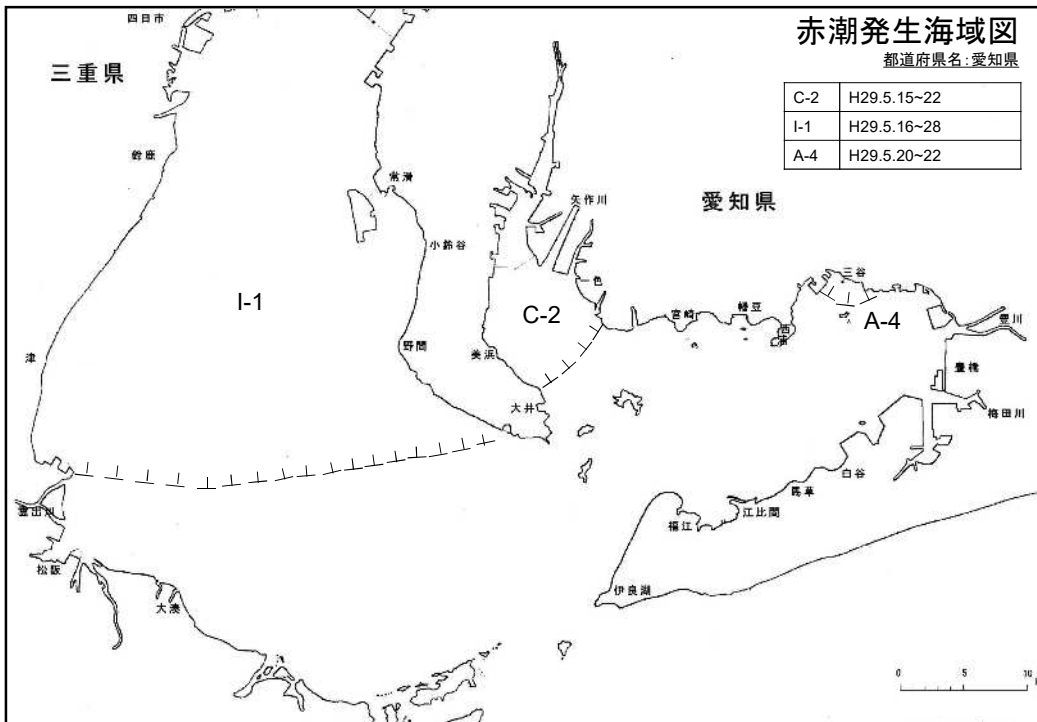 赤潮発生海域図
都道府県名:愛知県
C-2 H29.5.15~22
I-1 H29.5.16~28
A-4 H29.5.20~22
四日市
三重県
鈴鹿
常滑
矢作川
愛知県
小鈴谷
一色
三谷
I-1
C-2
宮崎
幡豆
西浦
A-4
豊川
津
野間
美浜
豊橋
大井
梅田川
白谷
馬草
江比間
福江
松阪
伊良湖
大湊
0 5 10